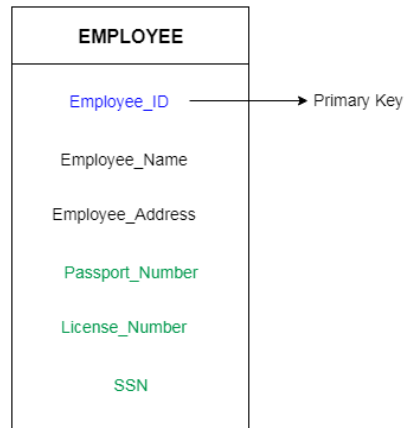 EMPLOYEE
Employee_ID
Primary Key
Employee_Name
Employee_Address
Passport_Number
License_Number
SSN